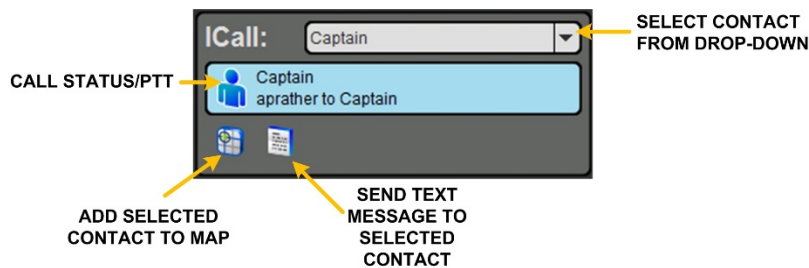 ICall:
Captain
SELECT CONTACT
FROM DROP-DOWN
CALL STATUS/PTT
Captain
aprather to Captain
ADD SELECTED
CONTACT TO MAP
SEND TEXT
MESSAGE TO
SELECTED
CONTACT